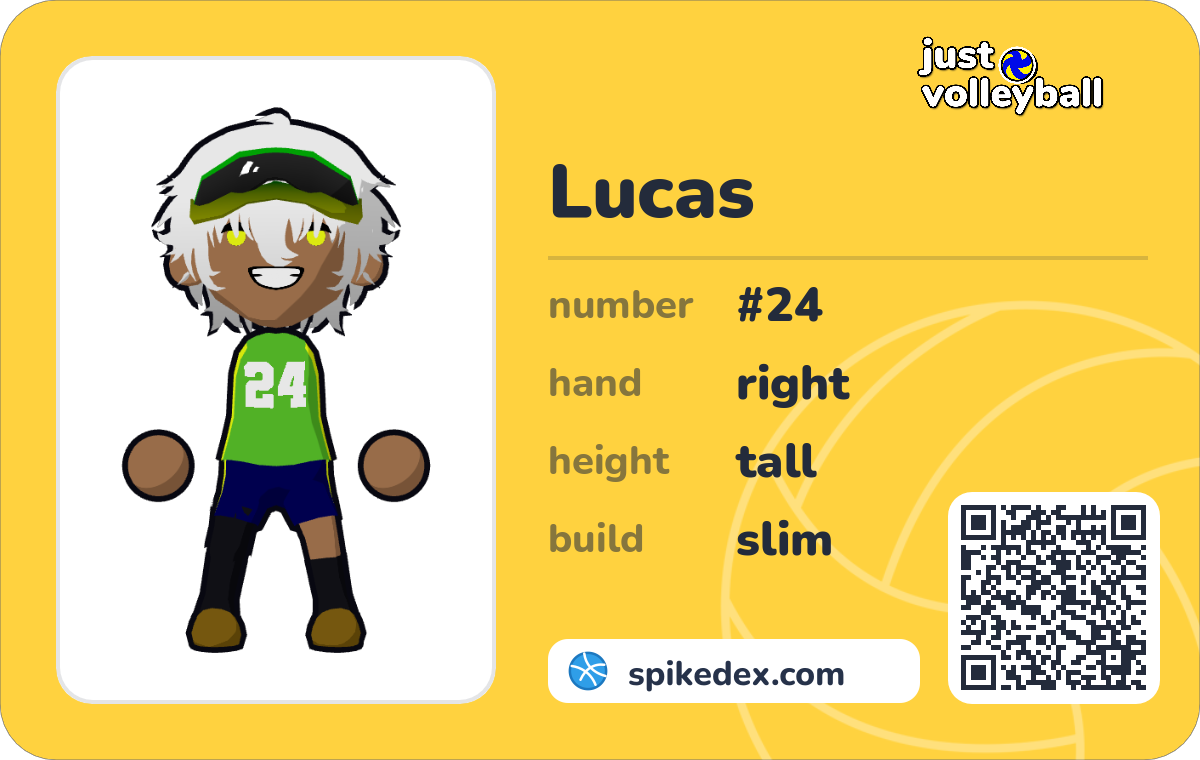 just
volleyball
Lucas
number #24
hand right
height tall
build slim
24
spikedex.com